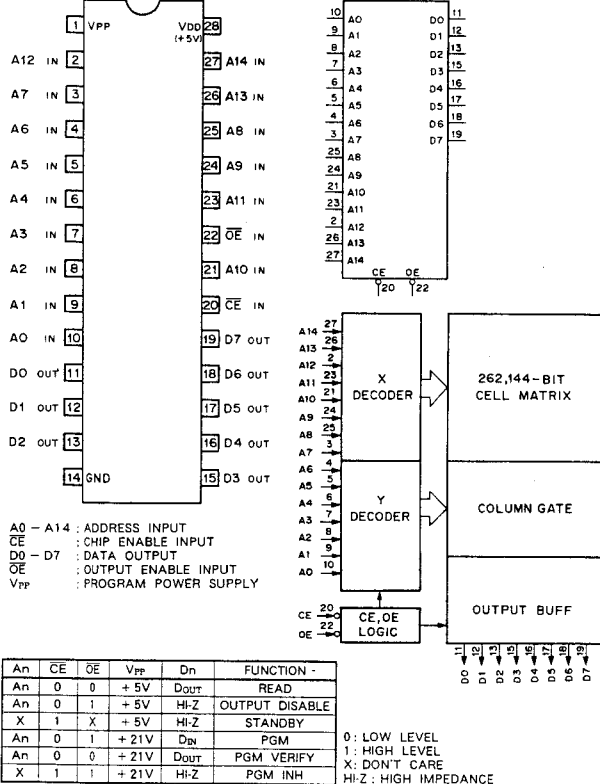 1 VPP VDD 28
(+5V)
A12 IN 2 27 A14 IN
A7 IN 3 26 A13 IN
A6 IN 4 25 A8 IN
A5 IN 5 24 A9 IN
A4 IN 6 23 A11 IN
A3 IN 7 22 OE IN
A2 IN 8 21 A10 IN
A1 IN 9 20 CE IN
A0 IN 10 19 D7 OUT
D0 OUT 11 18 D6 OUT
D1 OUT 12 17 D5 OUT
D2 OUT 13 16 D4 OUT
14 GND 15 D3 OUT
A0 - A14 : ADDRESS INPUT
CE : CHIP ENABLE INPUT
D0 - D7 : DATA OUTPUT
OE : OUTPUT ENABLE INPUT
VPP : PROGRAM POWER SUPPLY
10 A0 D0 11
9 A1 D1 12
8 A2 D2 13
7 A3 D3 15
6 A4 D4 16
5 A5 D5 17
4 A6 D6 18
3 A7 D7 19
25 A8
24 A9
21 A10
23 A11
2 A12
26 A13
27 A14
CE OE
20 22
A14 27
A13 26
A12 2
A11 23
A10 21
A9 24
A8 25
A7 3
A6 4
A5 5
A4 6
A3 7
A2 8
A1 9
A0 10
X
DECODER
Y
DECODER
262,144-BIT
CELL MATRIX
COLUMN GATE
OUTPUT BUFF
CE 20
OE 22
CE, OE
LOGIC
11 12 13 15 16 17 18 19
D0 D1 D2 D3 D4 D5 D6 D7
An CE OE VPP Dn FUNCTION -
An 0 0 +5V DOUT READ
An 0 1 +5V HI-Z OUTPUT DISABLE
X 1 X +5V HI-Z STANDBY
An 0 1 +21V DIN PGM
An 0 0 +21V DOUT PGM VERIFY
X 1 1 +21V HI-Z PGM INH
0 : LOW LEVEL
1 : HIGH LEVEL
X : DON'T CARE
HI-Z : HIGH IMPEDANCE